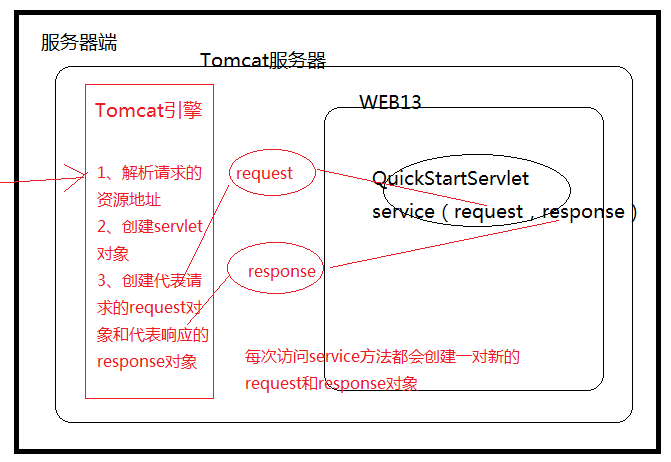 服务器端
Tomcat服务器
Tomcat引擎
1、解析请求的
资源地址
2、创建servlet
对象
3、创建代表请
求的request对
象和代表响应的
response对象
request
response
WEB13
QuickStartServlet
service（request，response）
每次访问service方法都会创建一对新的
request和response对象